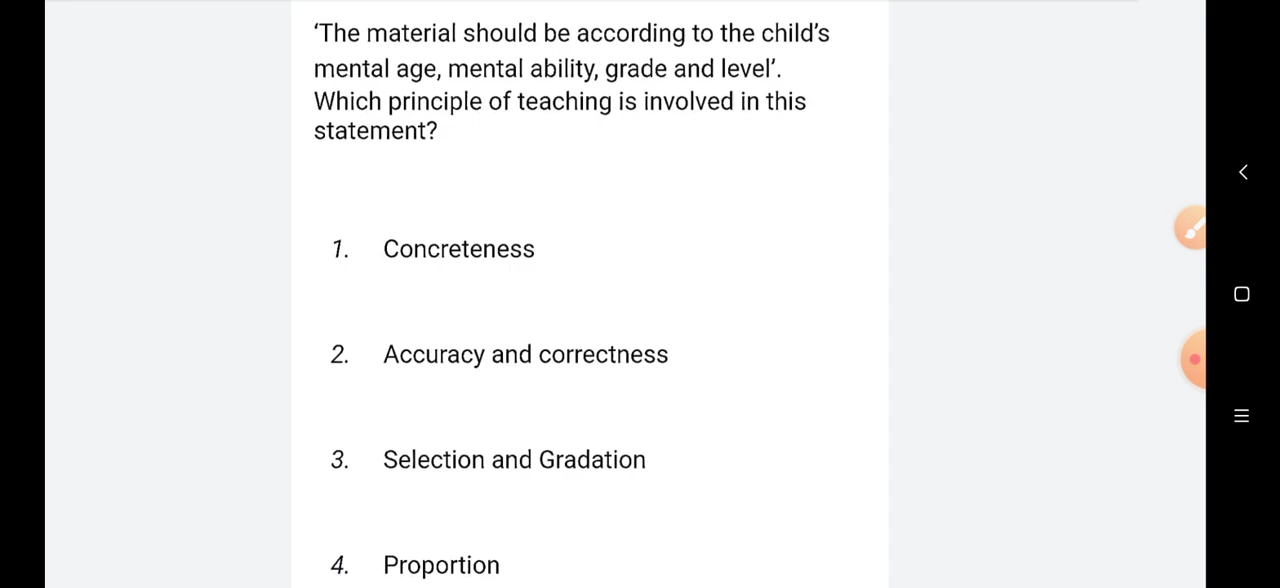 ‘The material should be according to the child’s
mental age, mental ability, grade and level’.
Which principle of teaching is involved in this
statement?
1. Concreteness
2. Accuracy and correctness
3. Selection and Gradation
4. Proportion